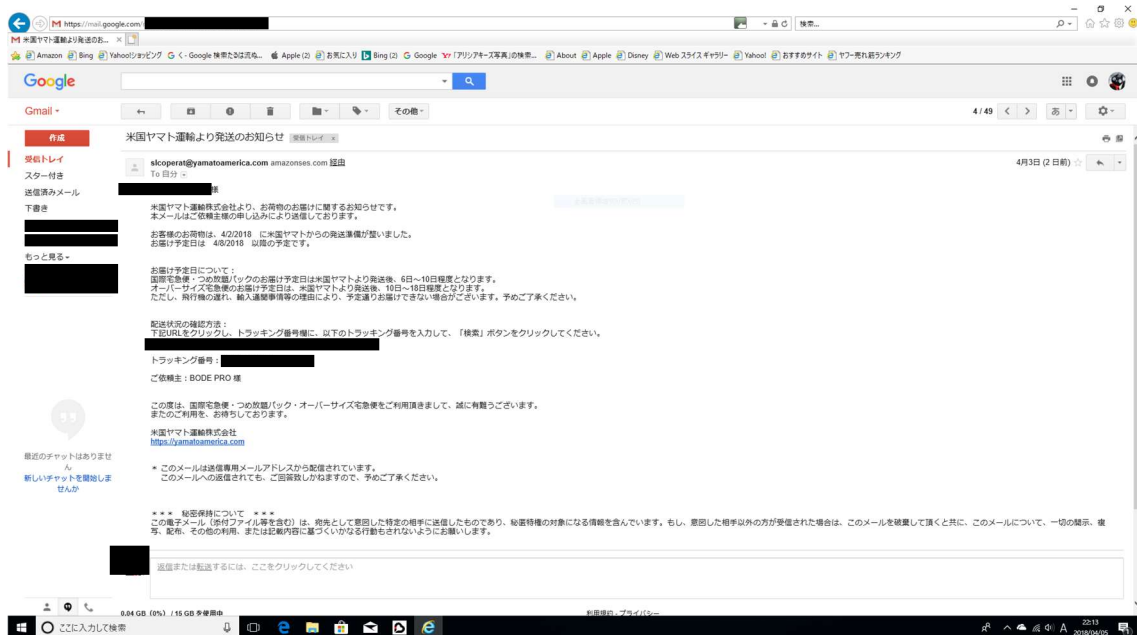 https://mail.google.com/
検索...
米国ヤマト運輸より発送のお...
Amazon Bing Yahoo!ショッピング Apple (2) お気に入り Bing (2) Google 「アリシアキーズ写真」の検索... About Apple Disney Web スライス ギャラリー Yahoo! おすすめサイト ヤフー売れ筋ランキング
Google
Gmail
その他
4 / 49
あ
作成
米国ヤマト運輸より発送のお知らせ 受信トレイ x
受信トレイ
スター付き
送信済みメール
下書き
もっと見る
slcoperat@yamatoamerica.com amazonses.com 経由
To 自分
4月3日 (2 日前)
様
米国ヤマト運輸株式会社より、お荷物のお届けに関するお知らせです。
本メールはご依頼主様の申し込みにより送信しております。
お客様のお荷物は、4/2/2018 に米国ヤマトからの発送準備が整いました。
お届け予定日は 4/8/2018 以降の予定です。
お届け予定日について：
国際宅急便・つめ放題パックのお届け予定日は米国ヤマトより発送後、6日～10日程度となります。
オーバーサイズ宅急便のお届け予定日は、米国ヤマトより発送後、10日～18日程度となります。
ただし、飛行機の遅れ、輸入通関事情等の理由により、予定通りお届けできない場合がございます。予めご了承ください。
配送状況の確認方法：
下記URLをクリックし、トラッキング番号欄に、以下のトラッキング番号を入力して、「検索」ボタンをクリックしてください。
トラッキング番号：
ご依頼主：BODE PRO 様
この度は、国際宅急便・つめ放題パック・オーバーサイズ宅急便をご利用頂きまして、誠に有難うございます。
またのご利用を、お待ちしております。
米国ヤマト運輸株式会社
https://yamatoamerica.com
＊ このメールは送信専用メールアドレスから配信されています。
このメールへの返信されても、ご回答致しかねますので、予めご了承ください。
＊＊＊ 秘密保持について ＊＊＊
この電子メール（添付ファイル等を含む）は、宛先として意図した特定の相手に送信したものであり、秘匿特権の対象になる情報を含んでいます。もし、意図した相手以外の方が受信された場合は、このメールを破棄して頂くと共に、このメールについて、一切の開示、複
写、配布、その他の利用、または記載内容に基づくいかなる行動もされないようにお願いします。
最近のチャットはありませ
ん
新しいチャットを開始しま
せんか
返信または転送するには、ここをクリックしてください
0.04 GB（0%）/ 15 GB を使用中
利用規約 - プライバシー
ここに入力して検索
A
22:13
2018/04/05